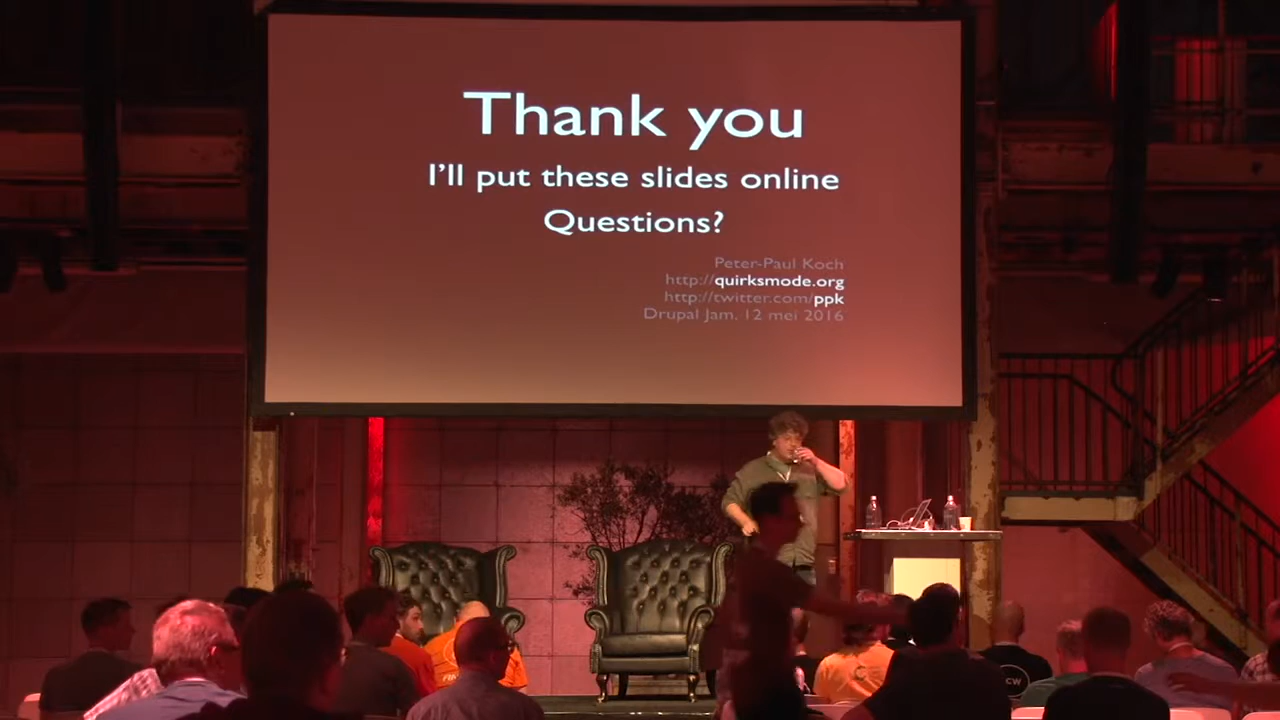 Thank you
I'll put these slides online
Questions?
Peter-Paul Koch
http://quirksmode.org
http://twitter.com/ppk
Drupal Jam, 12 mei 2016
CW